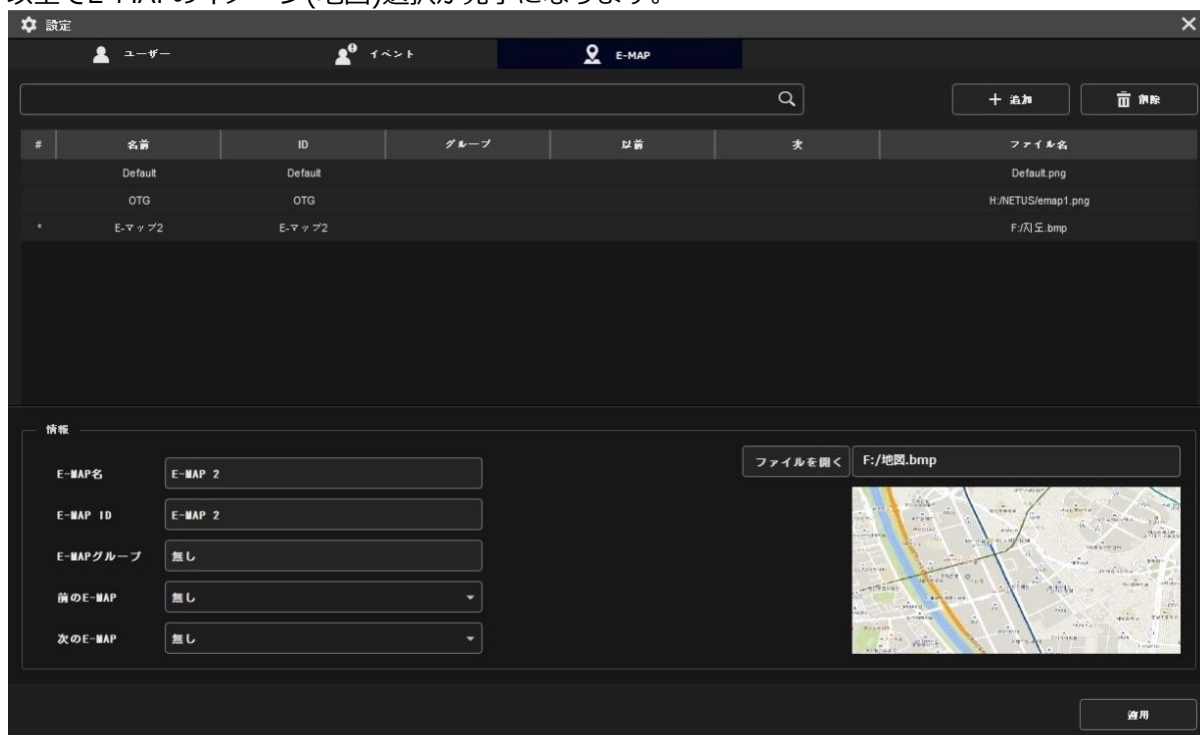 以上でE-MAPのイメージ(地図)選択が完了になります。
設定
ユーザー イベント E-MAP
追加 削除
# 名前 ID グループ 以前 次 ファイル名
Default Default Default.png
OTG OTG H:/NETUS/emap1.png
* E-マップ2 E-マップ2 F:/지도.bmp
情報
E-MAP名 E-MAP 2
ファイルを開く F:/地図.bmp
E-MAP ID E-MAP 2
E-MAPグループ 無し
前のE-MAP 無し
次のE-MAP 無し
適用